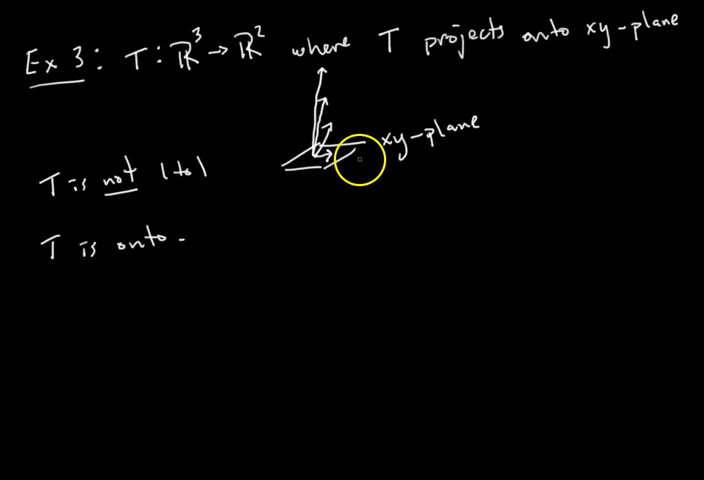 Ex 3: T: ℝ³ → ℝ² where T projects onto xy-plane
xy-plane
T is not 1 to 1
T is onto.